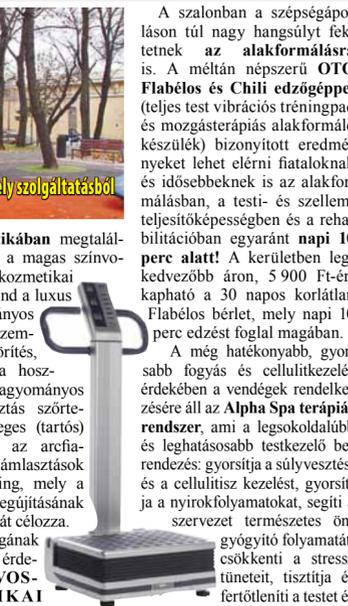 ely szolgáltatásból
tikában megtalál-
a magas színvo-
kozmetikai
nd a luxus
ányos
zem-
örítés,
a hosz-
agyományos
ztás szőrte-
eges (tartós)
az arcfia-
ámlasztások
ing, mely a
egújításának
át célozza.
gának
érde-
VOS-
IKAI
A szalonban a szépségápo-
láson túl nagy hangsúlyt fek-
tetnek az alakformálásra
is. A méltán népszerű OTO
Flabélos és Chili edzőgéppe
(teljes test vibrációs tréningpad
és mozgásterápiás alakformáló
készülék) bizonyított eredmé-
nyeket lehet elérni fiataloknak
és idősebbeknek is az alakfor-
málásban, a testi- és szellemi
teljesítőképességben és a reha-
bilitációban egyaránt napi 10
perc alatt! A kerületben leg-
kedvezőbb áron, 5 900 Ft-ért
kapható a 30 napos korlátlan
Flabélos bérlet, mely napi 10
perc edzést foglal magában.
A még hatékonyabb, gyor-
sabb fogyás és cellulitkezelés
érdekében a vendégek rendelke-
zésére áll az Alpha Spa terápiás
rendszer, ami a legsokoldalúbb
és leghatásosabb testkezelő be-
rendezés: gyorsítja a súlyvesztést
és a cellulitisz kezelést, gyorsít-
ja a nyirokfolyamatokat, segíti a
szervezet természetes ön-
gyógyító folyamatát
csökkenti a stressz
tüneteit, tisztítja és
fertőtleníti a testet és